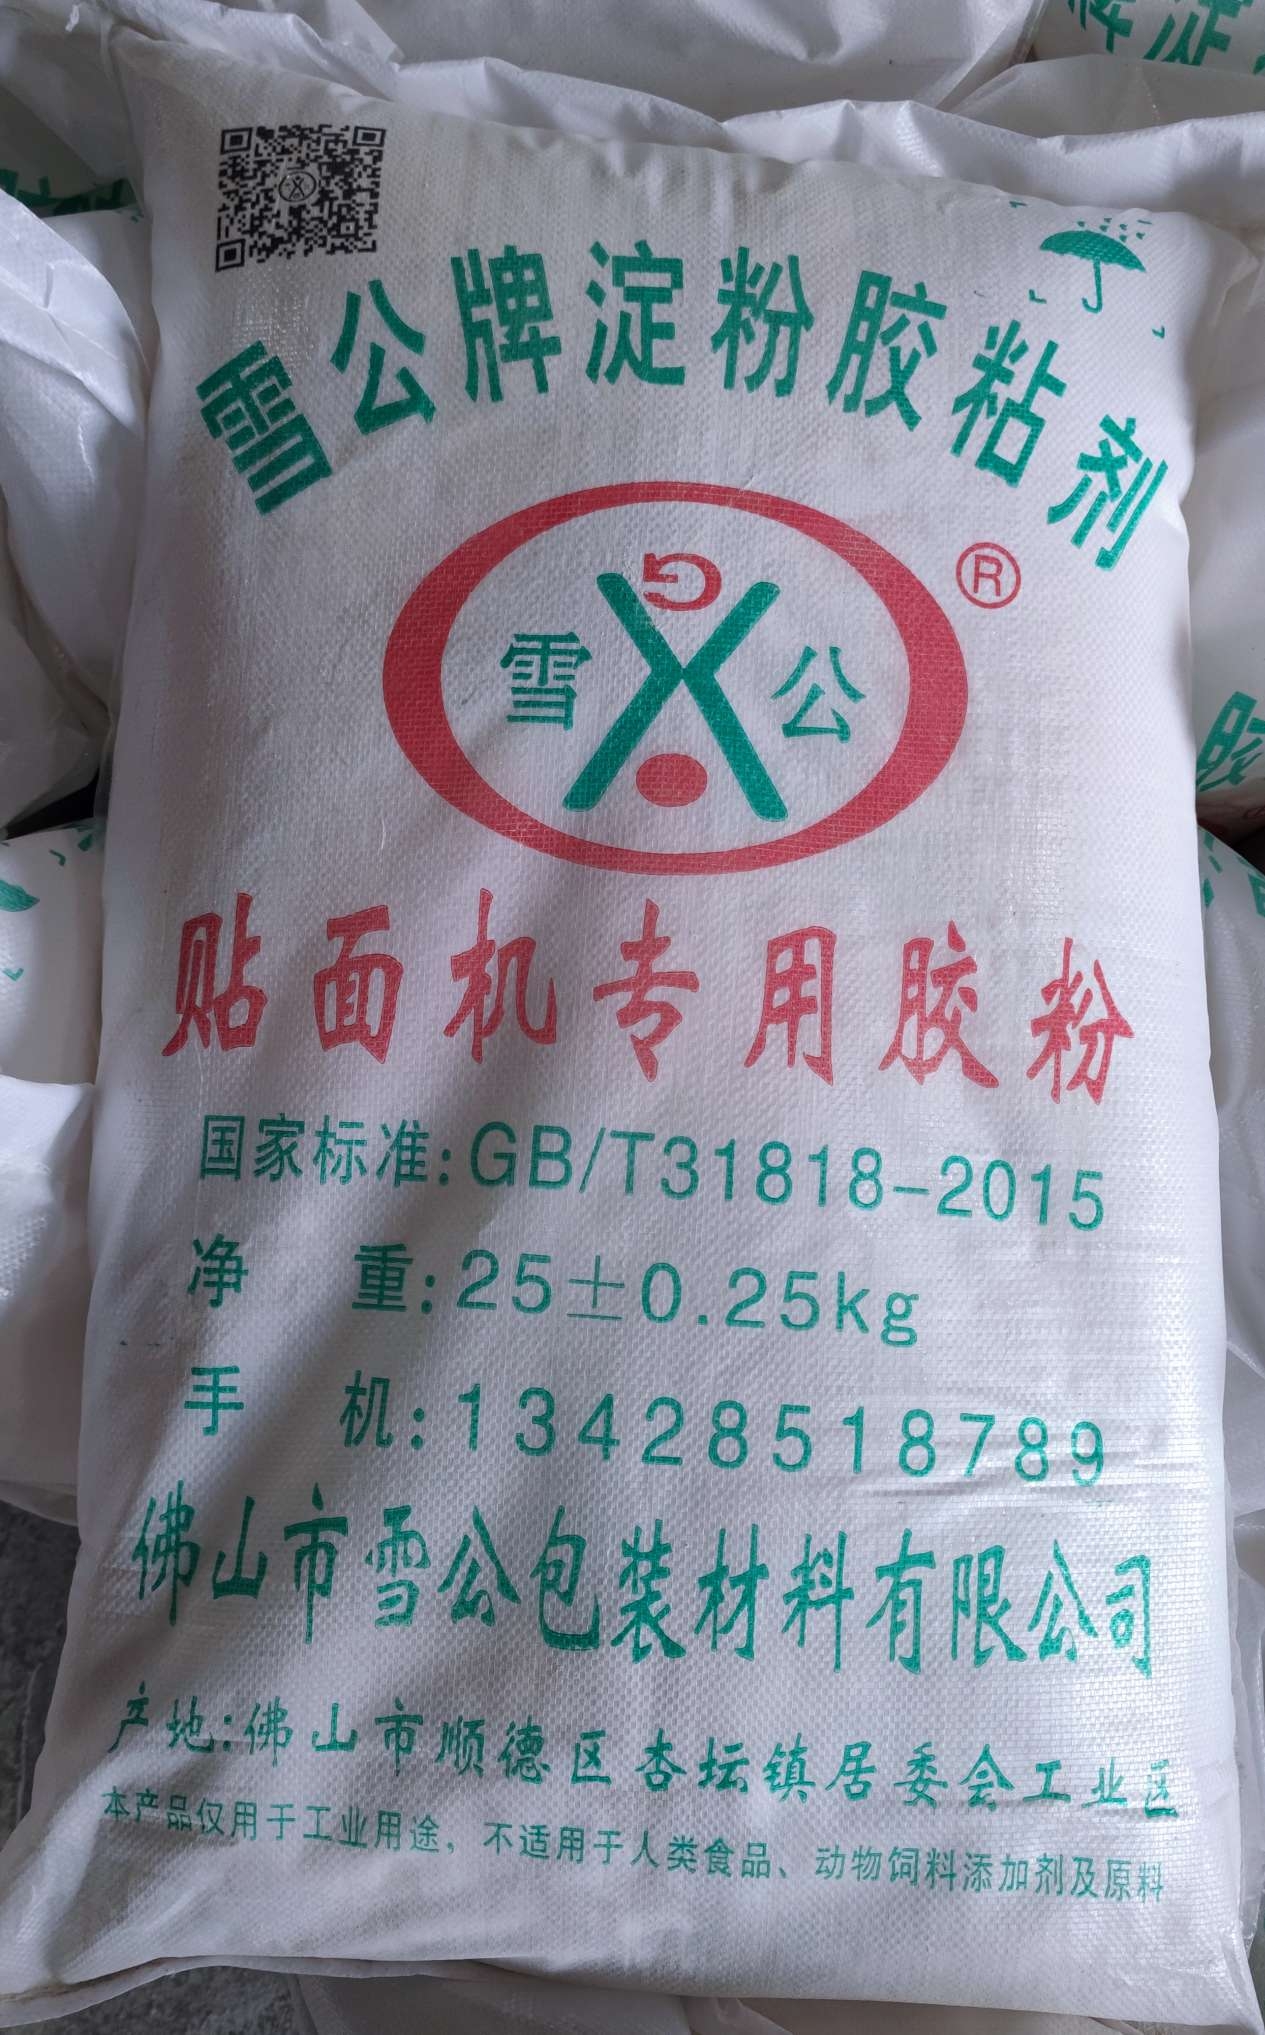 雪公牌淀粉胶粘剂
G
®
雪 公
贴面机专用胶粉
国家标准:GB/T31818-2015
净 重:25±0.25kg
手 机:13428518789
佛山市雪公包装材料有限公司
产地:佛山市顺德区杏坛镇居委会工业区
本产品仅用于工业用途，不适用于人类食品、动物饲料添加剂及原料
牌淀
胶